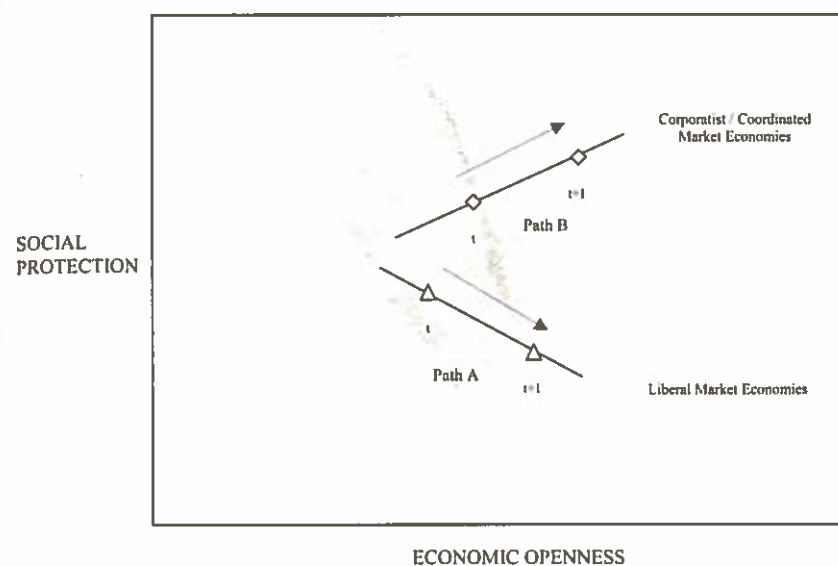 Corporatist / Coordinated
Market Economies
t+1
Path B
t
SOCIAL
PROTECTION
t
Path A
t+1
Liberal Market Economies
ECONOMIC OPENNESS